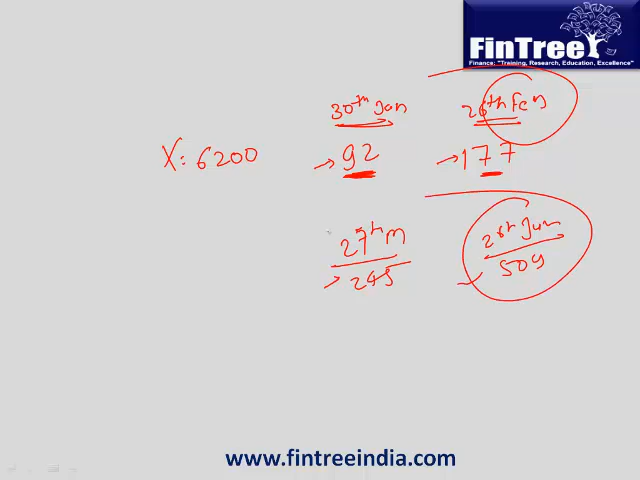 FinTree
Finance: "Training, Research, Education, Excellence"
30th Jan
26th Feb
X: 6200
92
177
27th M
26th Jun
245
509
www.fintreeindia.com